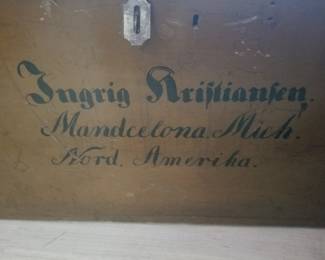 Ingrig Kristiansen,
Mandcelona Mich.
Nord. Amerika.